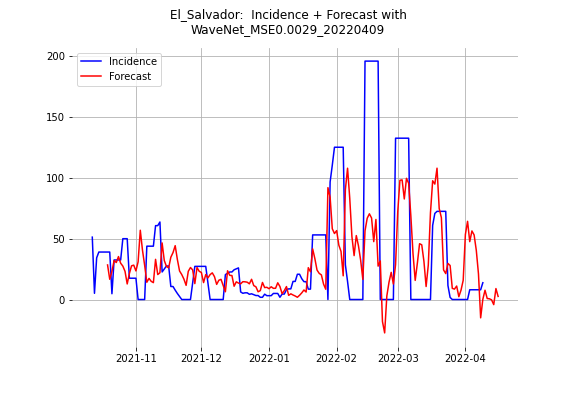 El_Salvador:  Incidence + Forecast with
WaveNet_MSE0.0029_20220409
Incidence
Forecast
200
150
100
50
0
2021-11
2021-12
2022-01
2022-02
2022-03
2022-04